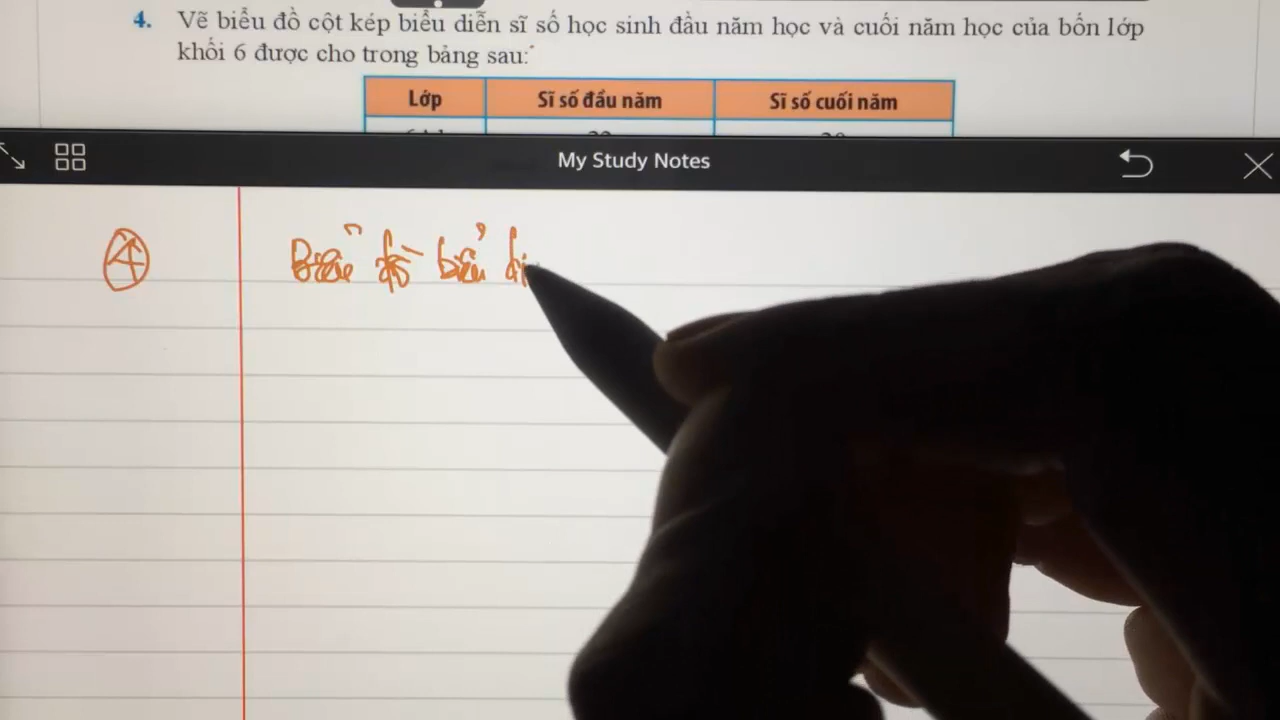 4. Vẽ biểu đồ cột kép biểu diễn sĩ số học sinh đầu năm học và cuối năm học của bốn lớp
khối 6 được cho trong bảng sau:
Lớp Sĩ số đầu năm Sĩ số cuối năm
My Study Notes
4 Biểu đồ biểu di